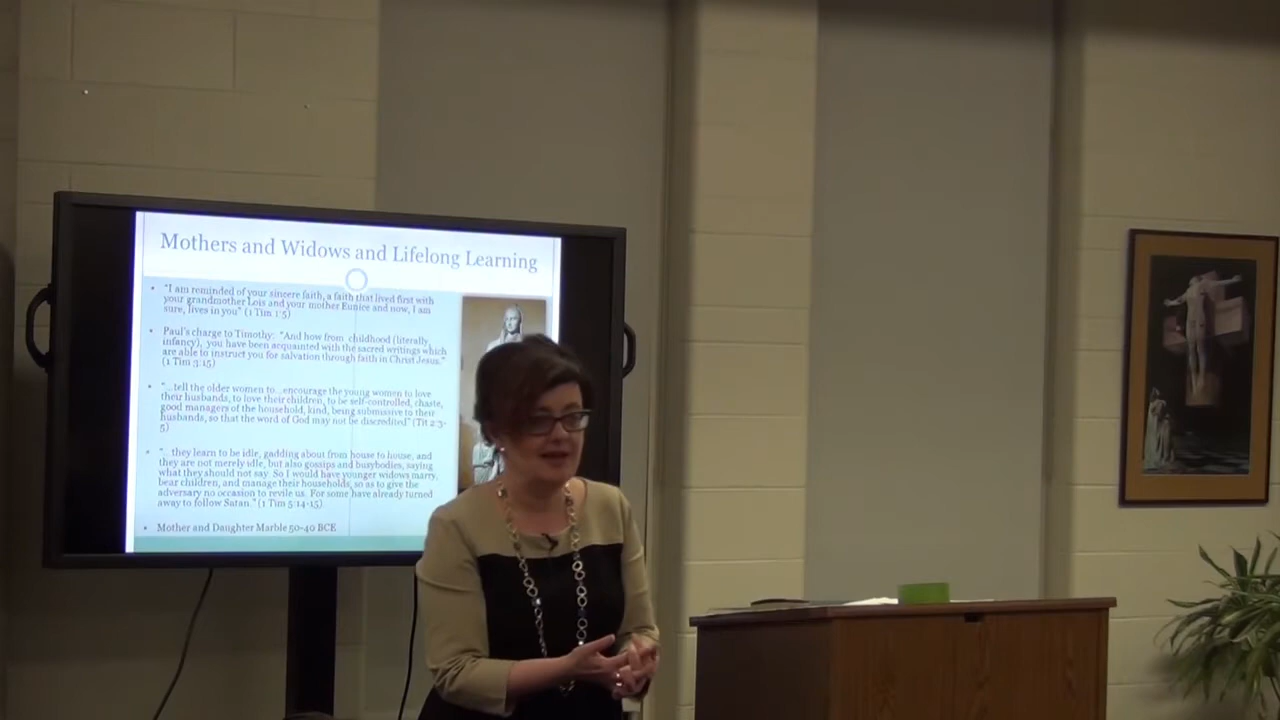 Mothers and Widows and Lifelong Learning
• "I am reminded of your sincere faith, a faith that lived first with
your grandmother Lois and your mother Eunice and now, I am
sure, lives in you" (1 Tim 1:5)
• Paul's charge to Timothy: "And how from childhood (literally,
infancy), you have been acquainted with the sacred writings which
are able to instruct you for salvation through faith in Christ Jesus."
(1 Tim 3:15)
• "...tell the older women to...encourage the young women to love
their husbands, to love their children, to be self-controlled, chaste,
good managers of the household, kind, being submissive to their
husbands, so that the word of God may not be discredited" (Tit 2:3-
5)
• "...they learn to be idle, gadding about from house to house, and
they are not merely idle, but also gossips and busybodies, saying
what they should not say. So I would have younger widows marry,
bear children, and manage their households, so as to give the
adversary no occasion to revile us. For some have already turned
away to follow Satan." (1 Tim 5:14-15)
• Mother and Daughter Marble 50-40 BCE